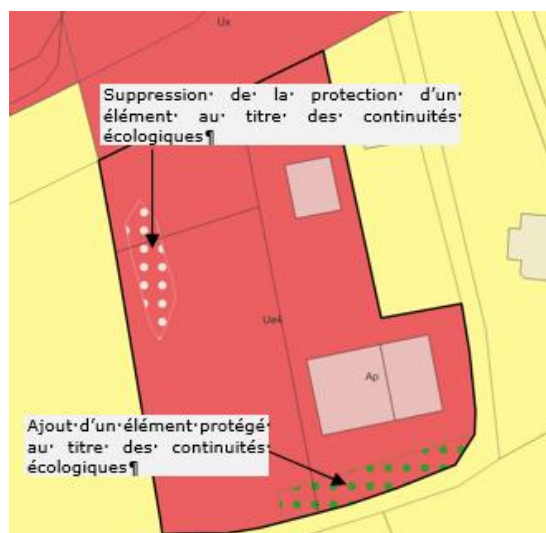 Ux
Suppression· de· la· protection· d’un·
élément· au· titre· des· continuités·
écologiques¶
Ue4
Ap
Ajout·d’un·élément·protégé·
au· titre· des· continuités·
écologiques¶